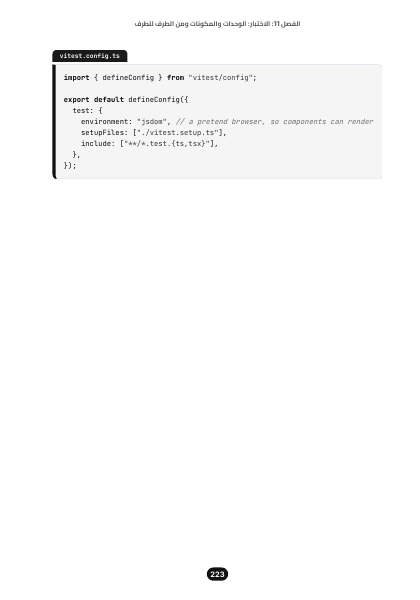 الفصل 11: الاختبار: الوحدات والمكونات ومن الطرف للطرف
vitest.config.ts
import { defineConfig } from "vitest/config";
export default defineConfig({
  test: {
    environment: "jsdom", // a pretend browser, so components can render
    setupFiles: ["./vitest.setup.ts"],
    include: ["**/*.test.{ts,tsx}"],
  },
});
223